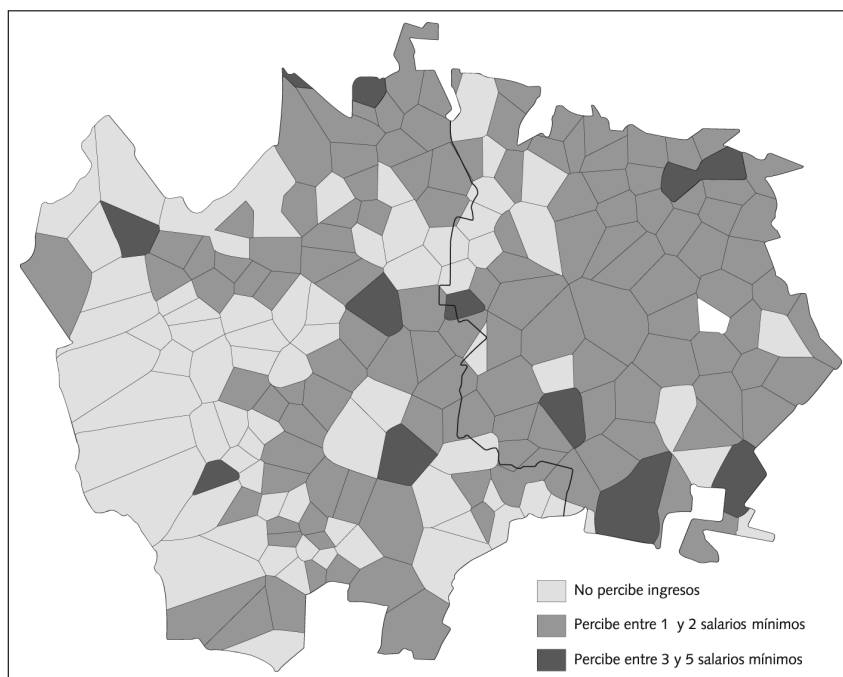 No percibe ingresos
Percibe entre 1 y 2 salarios mínimos
Percibe entre 3 y 5 salarios mínimos